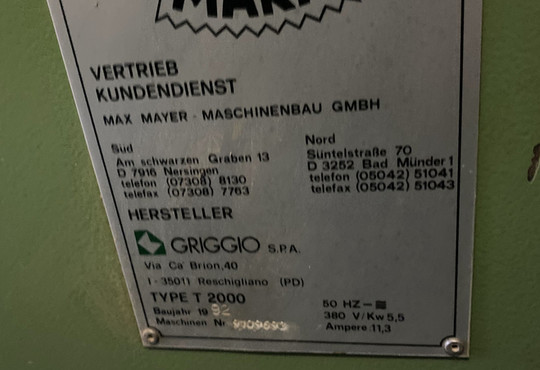 VERTRIEB
KUNDENDIENST
MAX MAYER · MASCHINENBAU GMBH
Süd
Am schwarzen Graben 13
D 7916 Nersingen
telefon (07308) 8130
telefax (07308) 7763
Nord
Süntelstraße 70
D 3252 Bad Münder 1
telefon (05042) 51041
telefax (05042) 51043
HERSTELLER
GRIGGIO S.P.A.
Via Ca' Brion,40
I - 35011 Reschigliano (PD)
TYPE T 2000
Baujahr 19 92
Maschinen Nr
50 HZ ~
380 V/Kw 5,5
Ampere 11,3